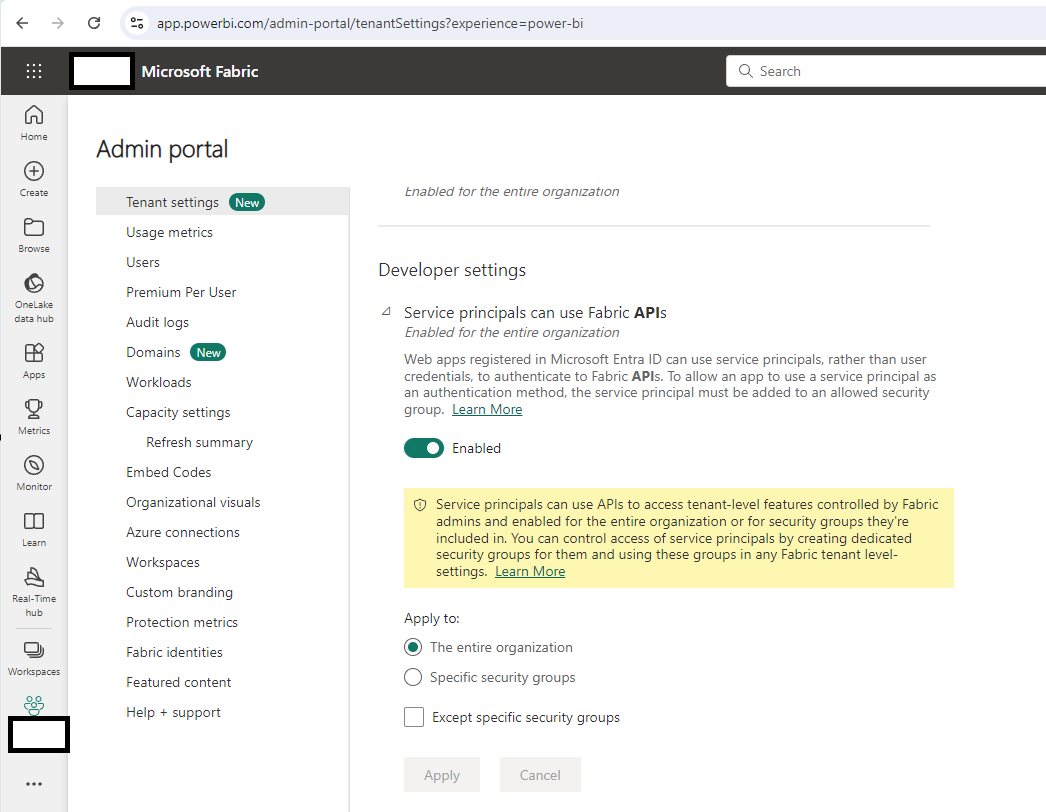 app.powerbi.com/admin-portal/tenantSettings?experience=power-bi
Microsoft Fabric
Search
Home
Create
Browse
OneLake
data hub
Apps
Metrics
Monitor
Learn
Real-Time
hub
Workspaces
Admin portal
Tenant settings New
Usage metrics
Users
Premium Per User
Audit logs
Domains New
Workloads
Capacity settings
Refresh summary
Embed Codes
Organizational visuals
Azure connections
Workspaces
Custom branding
Protection metrics
Fabric identities
Featured content
Help + support
Enabled for the entire organization
Developer settings
Service principals can use Fabric APIs
Enabled for the entire organization
Web apps registered in Microsoft Entra ID can use service principals, rather than user
credentials, to authenticate to Fabric APIs. To allow an app to use a service principal as
an authentication method, the service principal must be added to an allowed security
group. Learn More
Enabled
Service principals can use APIs to access tenant-level features controlled by Fabric
admins and enabled for the entire organization or for security groups they're
included in. You can control access of service principals by creating dedicated
security groups for them and using these groups in any Fabric tenant level-
settings. Learn More
Apply to:
The entire organization
Specific security groups
Except specific security groups
Apply
Cancel